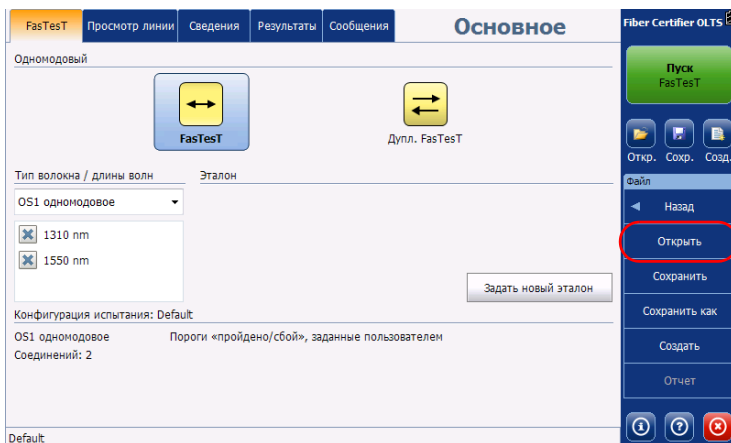 FasTesT
Просмотр линии
Сведения
Результаты
Сообщения
Основное
Одномодовый
FasTesT
Дупл. FasTesT
Тип волокна / длины волн
Эталон
OS1 одномодовое
1310 nm
1550 nm
Задать новый эталон
Конфигурация испытания: Default
OS1 одномодовое
Пороги «пройдено/сбой», заданные пользователем
Соединений: 2
Default
Fiber Certifier OLTS
Пуск
FasTesT
Откр.
Сохр.
Созд.
Файл
Назад
Открыть
Сохранить
Сохранить как
Создать
Отчет